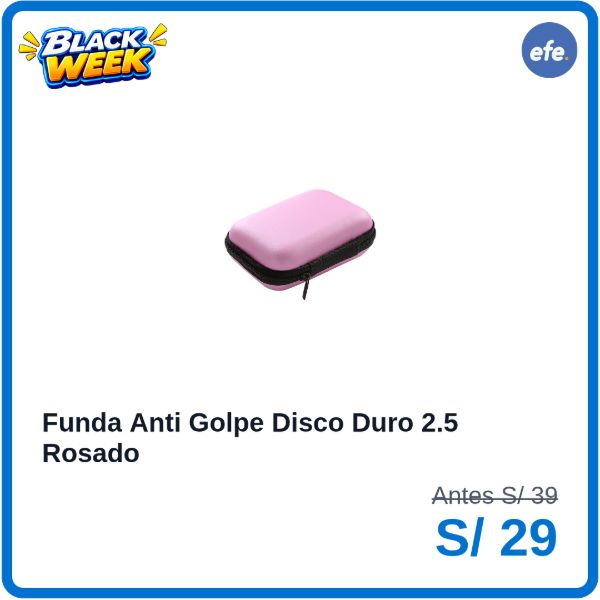 BLACK
WEEK
efe.
Funda Anti Golpe Disco Duro 2.5
Rosado
Antes S/ 39
S/ 29